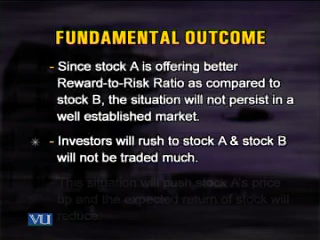 FUNDAMENTAL OUTCOME
- Since stock A is offering better
Reward-to-Risk Ratio as compared to
stock B, the situation will not persist in a
well established market.
- Investors will rush to stock A & stock B
will not be traded much.
- This situation will push stock A's price
up and the expected return of stock will
reduce.
VU